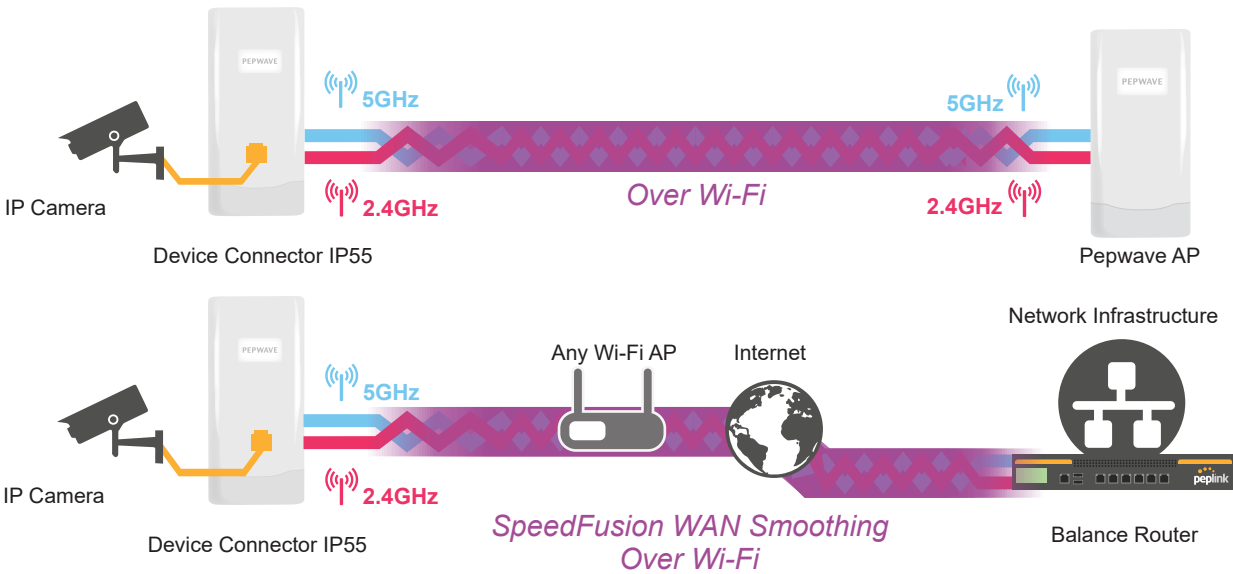 PEPWAVE
PEPWAVE
5GHz
5GHz
Over Wi-Fi
2.4GHz
2.4GHz
IP Camera
Device Connector IP55
Pepwave AP
Network Infrastructure
PEPWAVE
Any Wi-Fi AP
Internet
5GHz
peplink
2.4GHz
IP Camera
SpeedFusion WAN Smoothing
Over Wi-Fi
Device Connector IP55
Balance Router